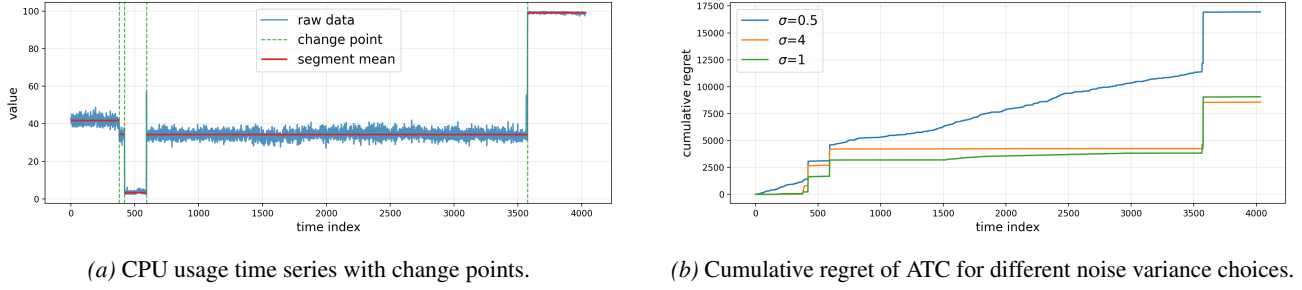 100
80
60
40
20
0
value
raw data
change point
segment mean
0 500 1000 1500 2000 2500 3000 3500 4000
time index
(a) CPU usage time series with change points.
17500
15000
12500
10000
7500
5000
2500
0
cumulative regret
σ=0.5
σ=4
σ=1
0 500 1000 1500 2000 2500 3000 3500 4000
time index
(b) Cumulative regret of ATC for different noise variance choices.